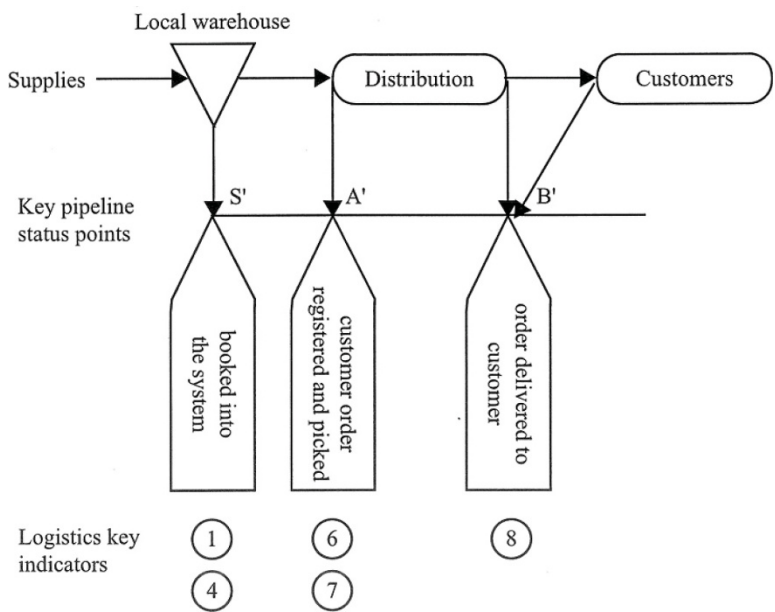 Local warehouse
Supplies
Distribution
Customers
S'
A'
B'
Key pipeline
status points
booked into
the system
customer order
registered and picked
order delivered to
customer
Logistics key
indicators
1
6
8
4
7